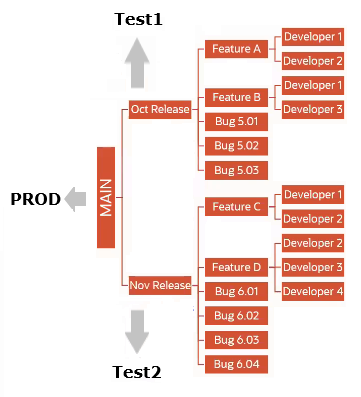 Test1
Developer 1
Feature A
Developer 2
Developer 1
Feature B
Oct Release
Developer 3
Bug 5.01
Bug 5.02
Bug 5.03
MAIN
PROD
Developer 1
Feature C
Developer 2
Developer 2
Feature D
Developer 3
Nov Release
Developer 4
Bug 6.01
Bug 6.02
Bug 6.03
Bug 6.04
Test2